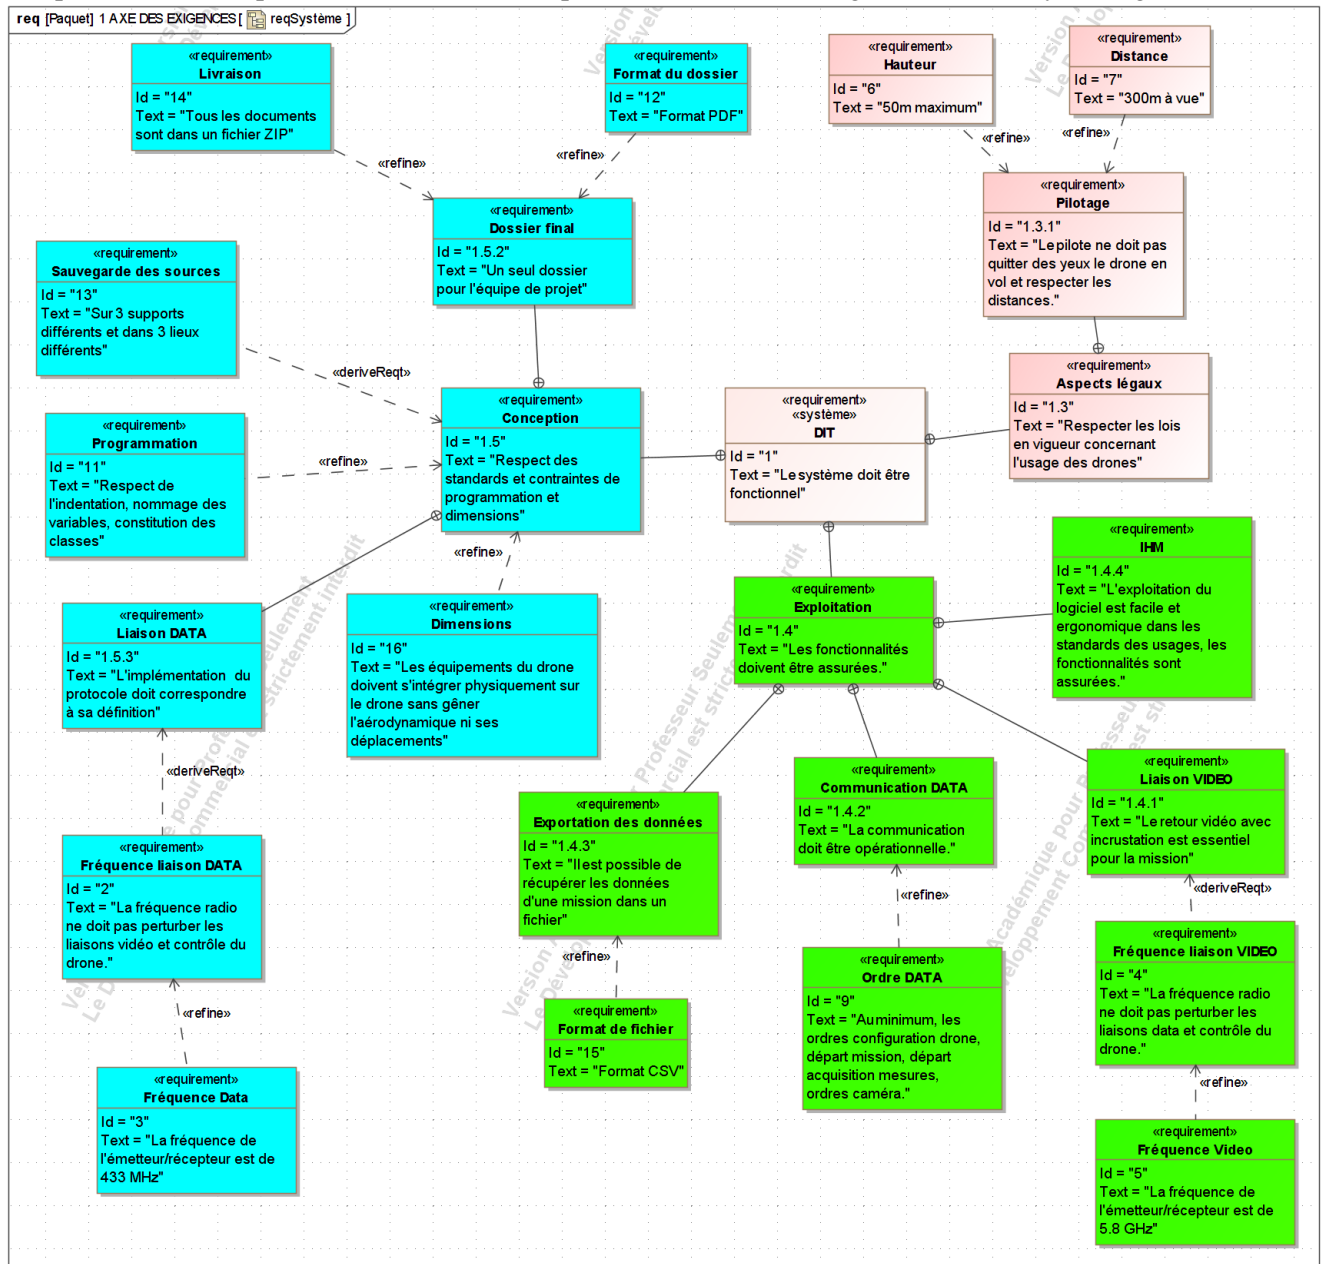 req [Paquet] 1 AXE DES EXIGENCES [ reqSystème ]
«requirement»
Livraison
Id = "14"
Text = "Tous les documents
sont dans un fichier ZIP"
«requirement»
Format du dossier
Id = "12"
Text = "Format PDF"
«requirement»
Hauteur
Id = "6"
Text = "50m maximum"
«requirement»
Distance
Id = "7"
Text = "300m à vue"
«refine»
«refine»
«refine»
«refine»
«requirement»
Dossier final
Id = "1.5.2"
Text = "Un seul dossier
pour l'équipe de projet"
«requirement»
Pilotage
Id = "1.3.1"
Text = "Le pilote ne doit pas
quitter des yeux le drone en
vol et respecter les
distances."
«requirement»
Sauvegarde des sources
Id = "13"
Text = "Sur 3 supports
différents et dans 3 lieux
différents"
«deriveReqt»
«requirement»
Conception
Id = "1.5"
Text = "Respect des
standards et contraintes de
programmation et
dimensions"
«requirement»
«système»
DIT
Id = "1"
Text = "Le système doit être
fonctionnel"
«requirement»
Aspects légaux
Id = "1.3"
Text = "Respecter les lois
en vigueur concernant
l'usage des drones"
«requirement»
Programmation
Id = "11"
Text = "Respect de
l'indentation, nommage des
variables, constitution des
classes"
«refine»
«refine»
«requirement»
IHM
Id = "1.4.4"
Text = "L'exploitation du
logiciel est facile et
ergonomique dans les
standards des usages, les
fonctionnalités sont
assurées."
«requirement»
Exploitation
Id = "1.4"
Text = "Les fonctionnalités
doivent être assurées."
«requirement»
Liaison DATA
Id = "1.5.3"
Text = "L'implémentation du
protocole doit correspondre
à sa définition"
«requirement»
Dimensions
Id = "16"
Text = "Les équipements du drone
doivent s'intégrer physiquement sur
le drone sans gêner
l'aérodynamique ni ses
déplacements"
«deriveReqt»
«requirement»
Exportation des données
Id = "1.4.3"
Text = "Il est possible de
récupérer les données
d'une mission dans un
fichier"
«requirement»
Communication DATA
Id = "1.4.2"
Text = "La communication
doit être opérationnelle."
«requirement»
Liaison VIDEO
Id = "1.4.1"
Text = "Le retour vidéo avec
incrustation est essentiel
pour la mission"
«requirement»
Fréquence liaison DATA
Id = "2"
Text = "La fréquence radio
ne doit pas perturber les
liaisons vidéo et contrôle du
drone."
«refine»
«deriveReqt»
«refine»
«requirement»
Ordre DATA
Id = "9"
Text = "Au minimum, les
ordres configuration drone,
départ mission, départ
acquisition mesures,
ordres caméra."
«requirement»
Fréquence liaison VIDEO
Id = "4"
Text = "La fréquence radio
ne doit pas perturber les
liaisons data et contrôle du
drone."
«refine»
«requirement»
Format de fichier
Id = "15"
Text = "Format CSV"
«requirement»
Fréquence Data
Id = "3"
Text = "La fréquence de
l'émetteur/récepteur est de
433 MHz"
«refine»
«requirement»
Fréquence Video
Id = "5"
Text = "La fréquence de
l'émetteur/récepteur est de
5.8 GHz"